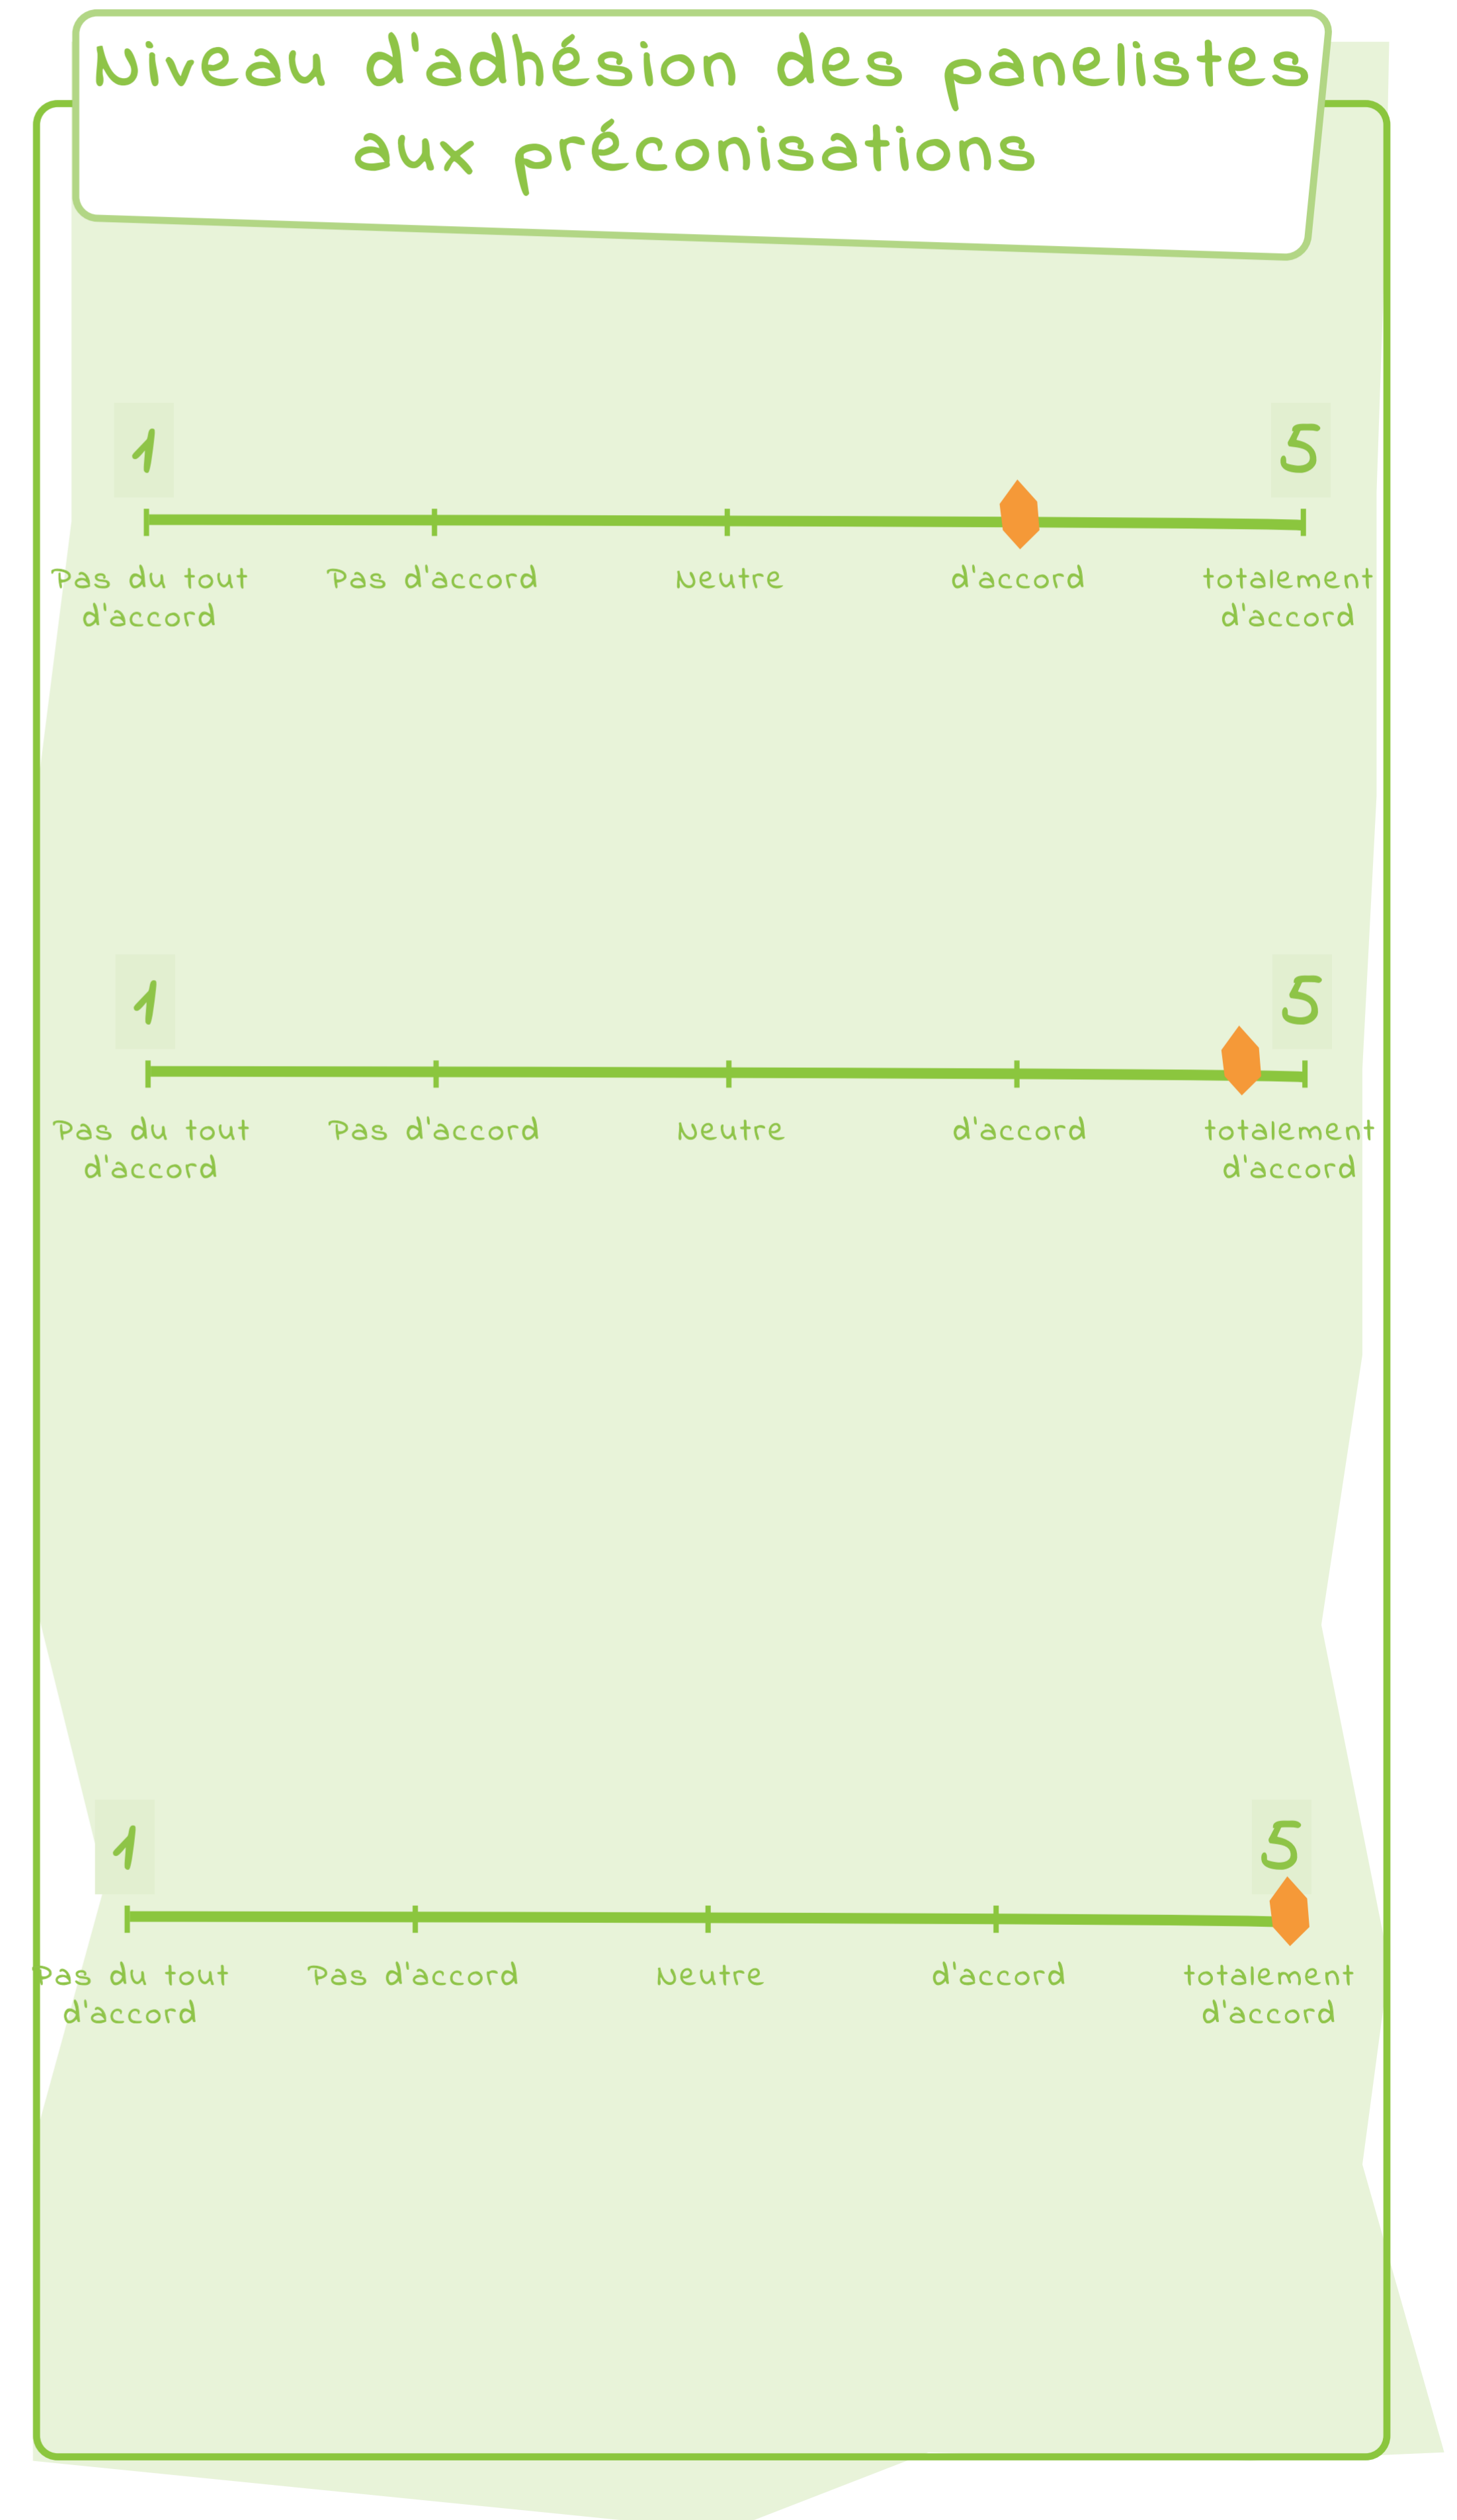 Niveau d'adhésion des panelistes
aux préconisations
1 5
Pas du tout Pas d'accord Neutre d'accord totalement
d'accord d'accord
1 5
Pas du tout Pas d'accord Neutre d'accord totalement
d'accord d'accord
1 5
Pas du tout Pas d'accord Neutre d'accord totalement
d'accord d'accord